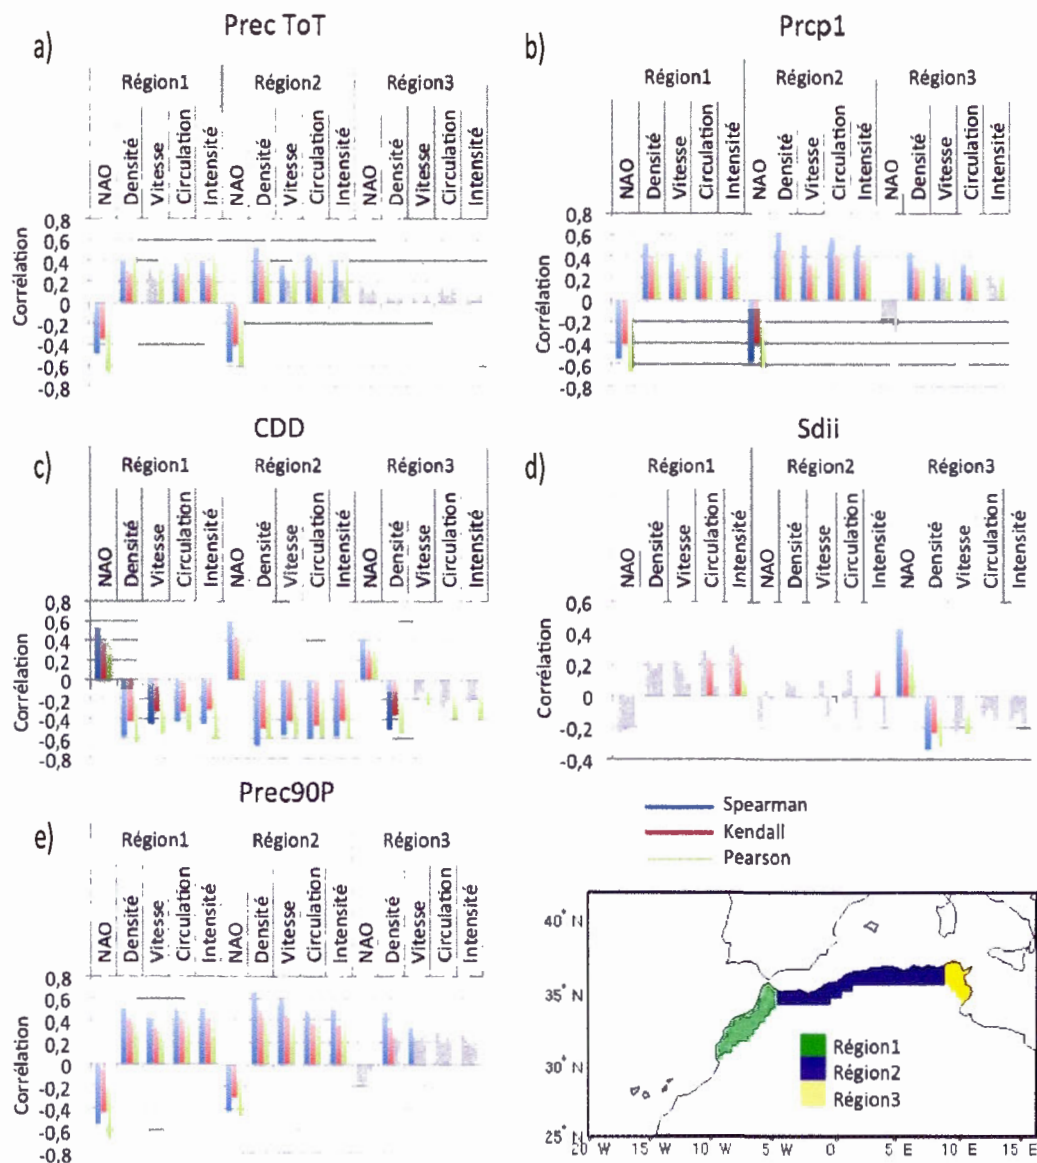 a)
Prec ToT
Région1 Région2 Région3
NAO Densité Vitesse Circulation Intensité NAO Densité Vitesse Circulation Intensité NAO Densité Vitesse Circulation Intensité
Corrélation
0,8
0,6
0,4
0,2
0
-0,2
-0,4
-0,6
-0,8
b)
Prcp1
Région1 Région2 Région3
NAO Densité Vitesse Circulation Intensité NAO Densité Vitesse Circulation Intensité NAO Densité Vitesse Circulation Intensité
Corrélation
0,8
0,6
0,4
0,2
0
-0,2
-0,4
-0,6
-0,8
c)
CDD
Région1 Région2 Région3
NAO Densité Vitesse Circulation Intensité NAO Densité Vitesse Circulation Intensité NAO Densité Vitesse Circulation Intensité
Corrélation
0,8
0,6
0,4
0,2
0
-0,2
-0,4
-0,6
-0,8
d)
Sdii
Région1 Région2 Région3
NAO Densité Vitesse Circulation Intensité NAO Densité Vitesse Circulation Intensité NAO Densité Vitesse Circulation Intensité
Corrélation
0,6
0,4
0,2
0
-0,2
-0,4
e)
Prec90P
Région1 Région2 Région3
NAO Densité Vitesse Circulation Intensité NAO Densité Vitesse Circulation Intensité NAO Densité Vitesse Circulation Intensité
Corrélation
0,8
0,6
0,4
0,2
0
-0,2
-0,4
-0,6
-0,8
Spearman
Kendall
Pearson
40° N
35° N
30° N
25° N
20° W 15° W 10° W 5° W 0° 5° E 10° E 15° E
Région1
Région2
Région3